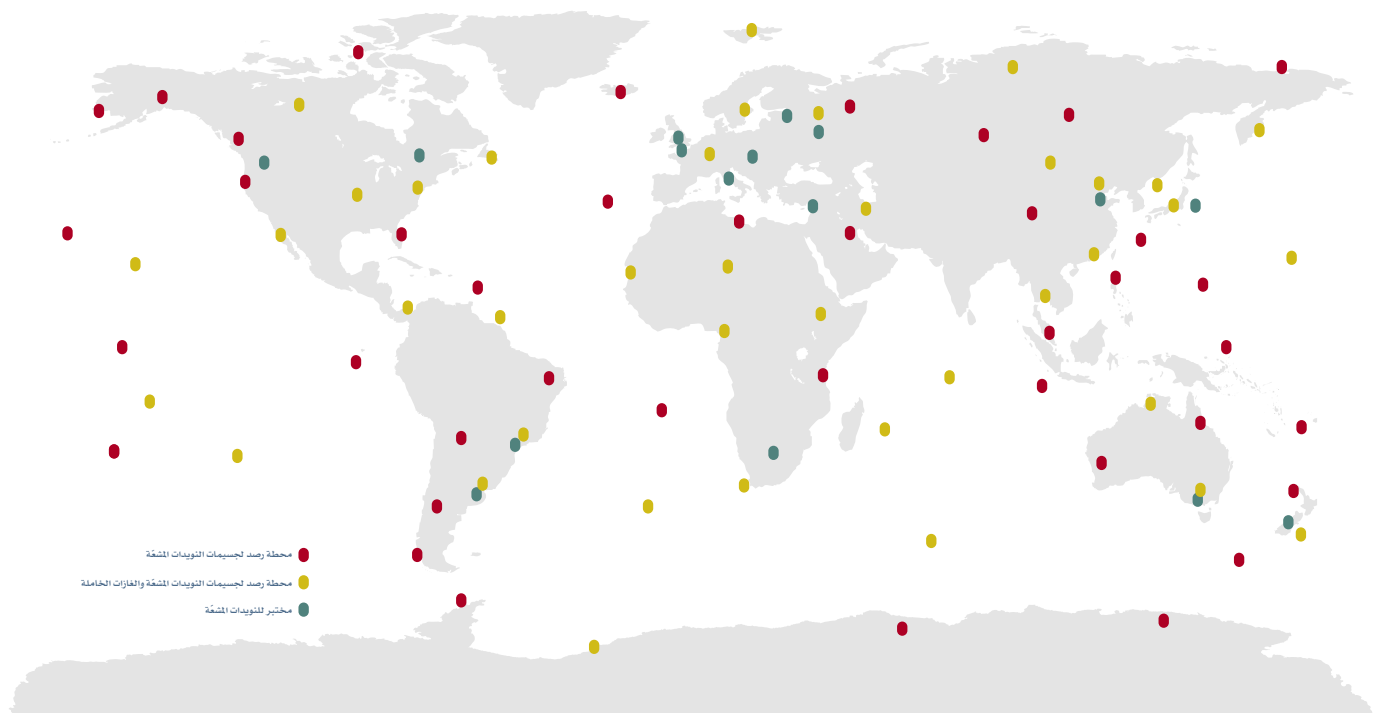 محطة رصد لجسيمات النويدات المشعّة
محطة رصد لجسيمات النويدات المشعّة والغازات الخاملة
مختبر للنويدات المشعّة